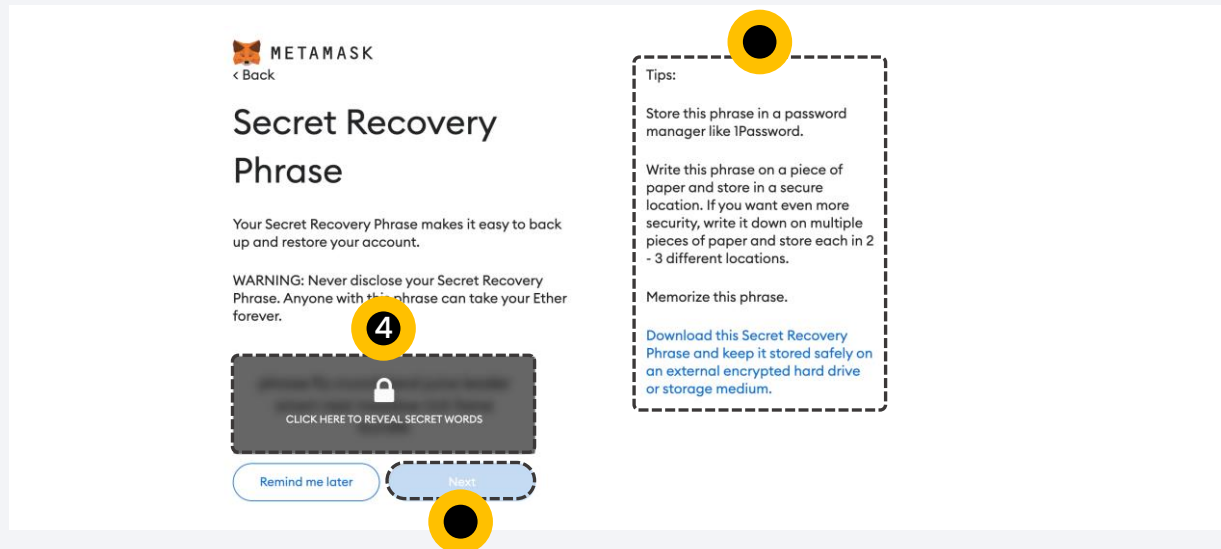 METAMASK
< Back
Secret Recovery
Phrase
Your Secret Recovery Phrase makes it easy to back
up and restore your account.
WARNING: Never disclose your Secret Recovery
Phrase. Anyone with this phrase can take your Ether
forever.
4
CLICK HERE TO REVEAL SECRET WORDS
Remind me later
Next
Tips:
Store this phrase in a password
manager like 1Password.
Write this phrase on a piece of
paper and store in a secure
location. If you want even more
security, write it down on multiple
pieces of paper and store each in 2
- 3 different locations.
Memorize this phrase.
Download this Secret Recovery
Phrase and keep it stored safely on
an external encrypted hard drive
or storage medium.